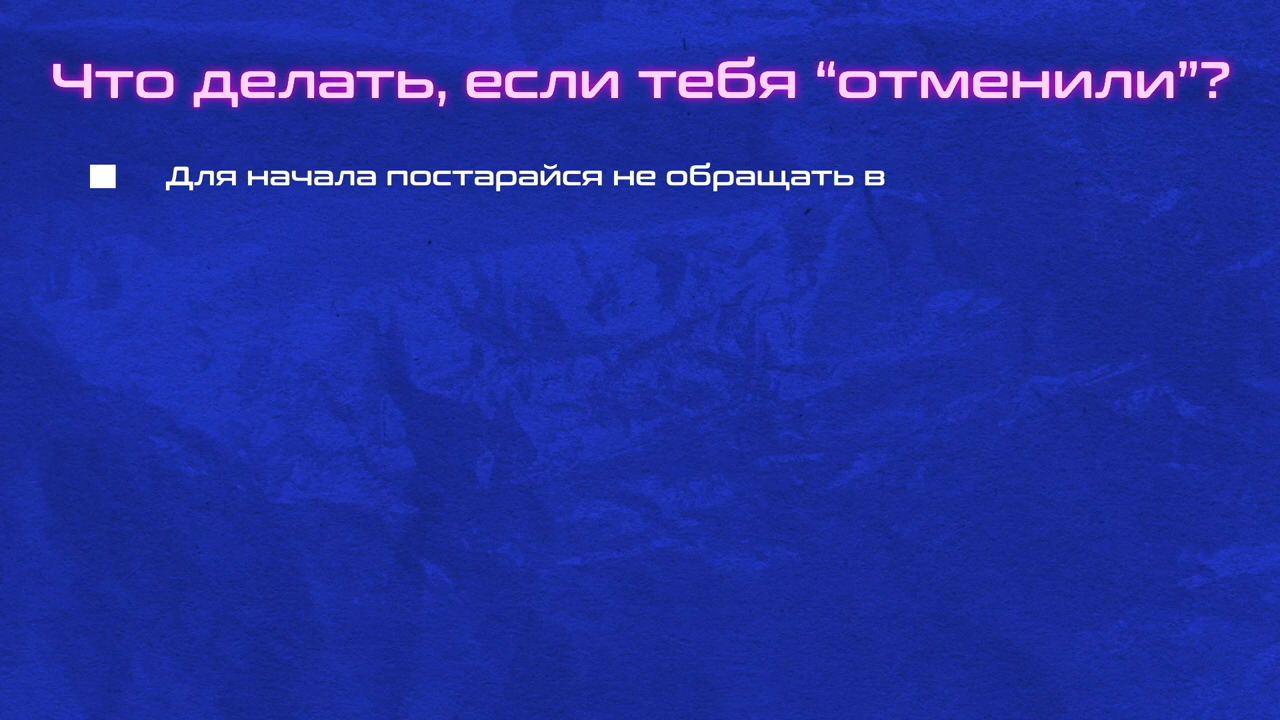 Что делать, если тебя “отменили”?
Для начала постарайся не обращать в